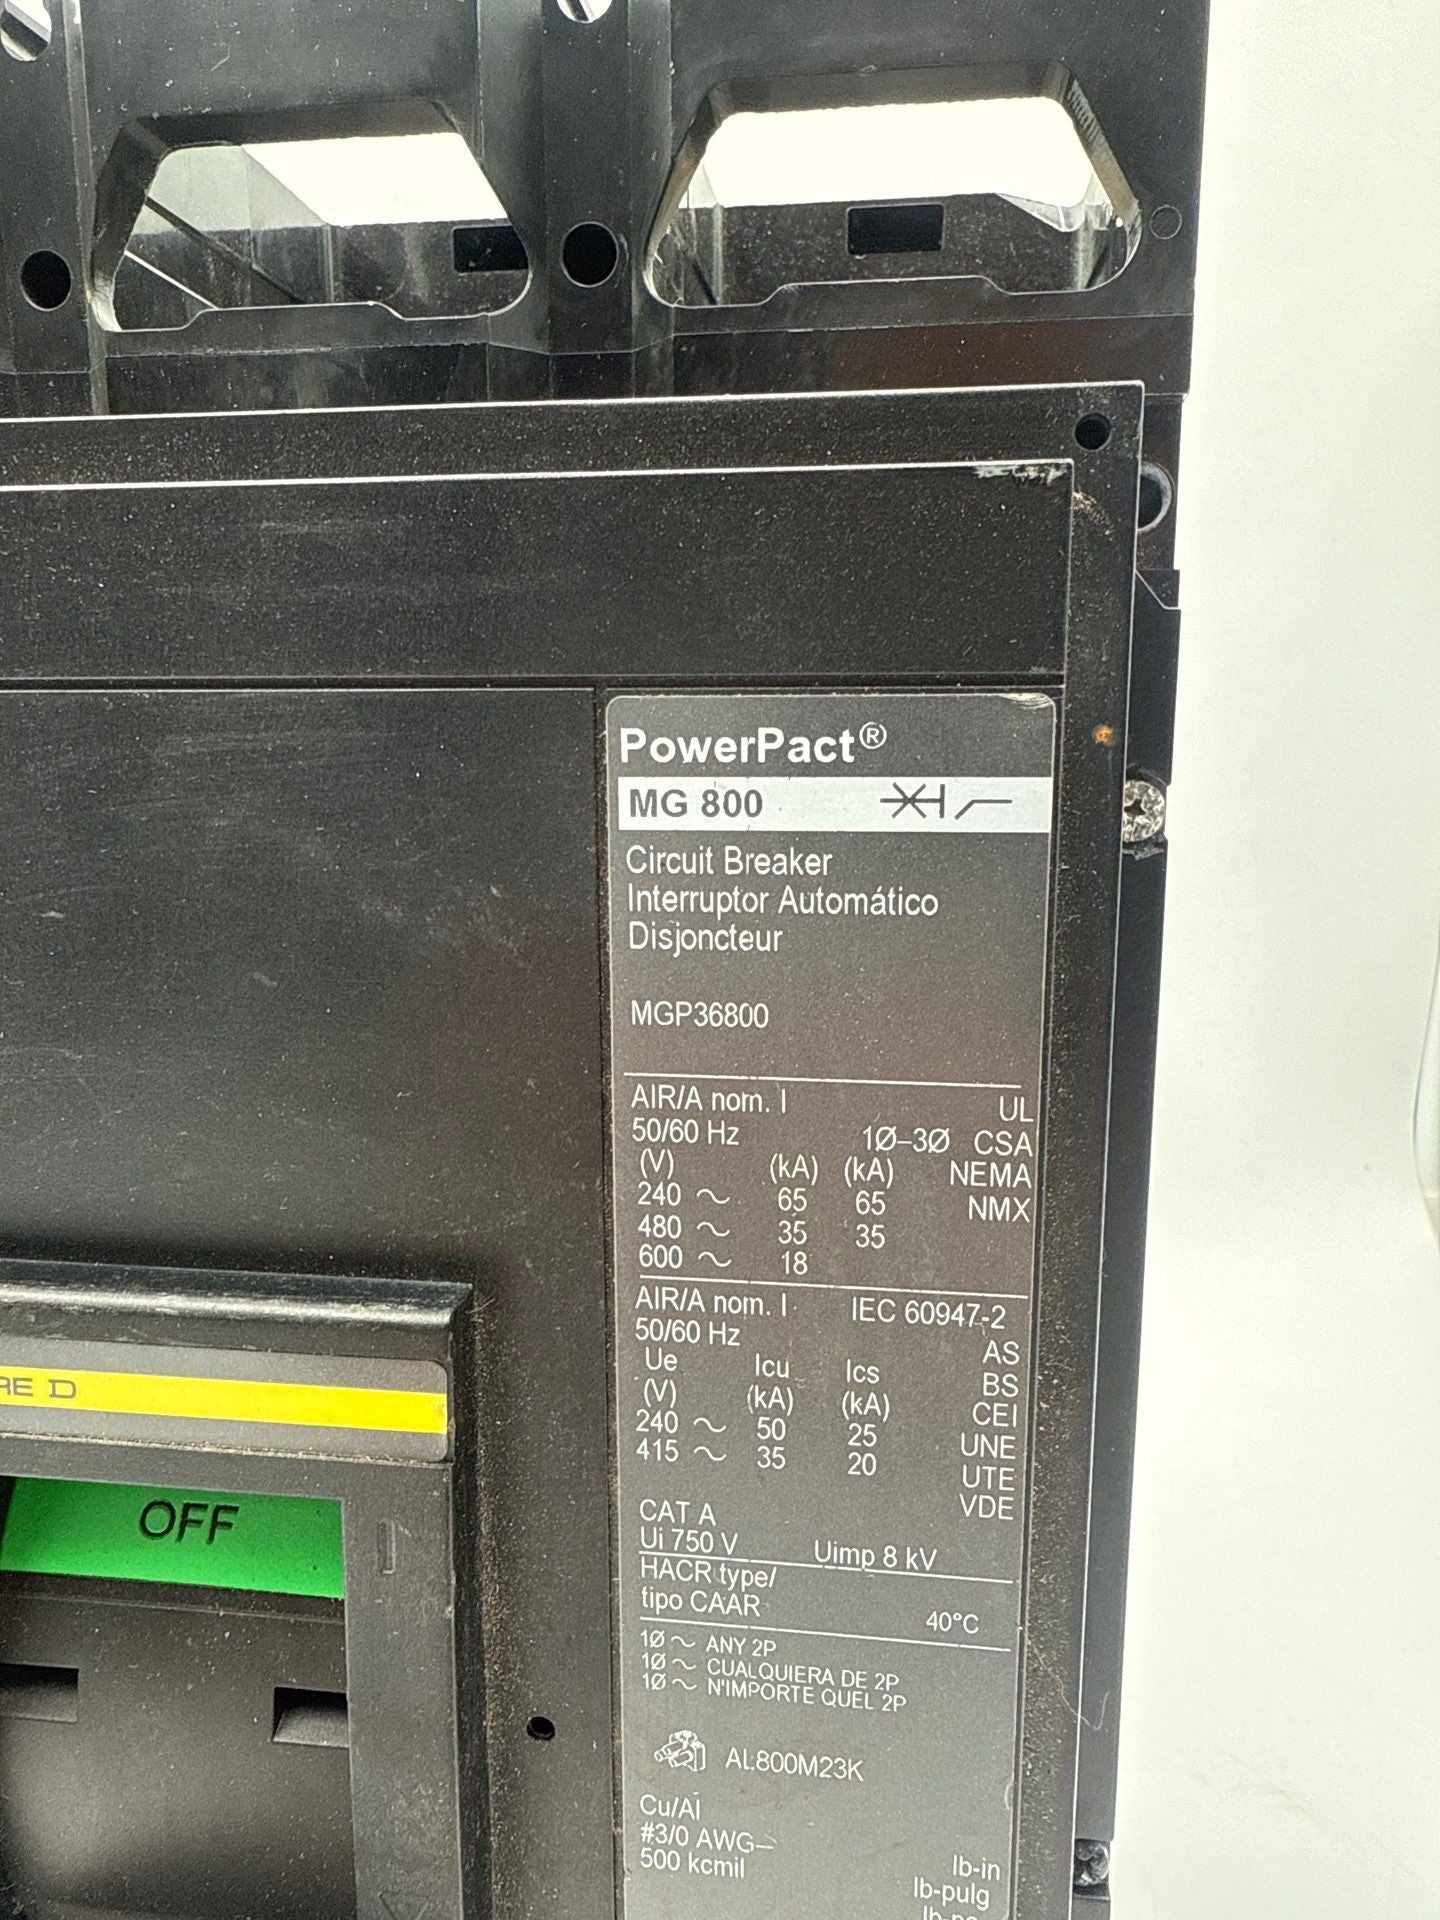 PowerPact®
MG 800
Circuit Breaker
Interruptor Automático
Disjoncteur
MGP36800
AIR/A nom. I UL
50/60 Hz 1Ø–3Ø CSA
(V) (kA) (kA) NEMA
240 ~ 65 65 NMX
480 ~ 35 35
600 ~ 18
AIR/A nom. I IEC 60947-2
50/60 Hz AS
Ue Icu Ics BS
(V) (kA) (kA) CEI
240 ~ 50 25 UNE
415 ~ 35 20 UTE
VDE
CAT A
Ui 750 V Uimp 8 kV
HACR type/
tipo CAAR 40°C
1Ø ~ ANY 2P
1Ø ~ CUALQUIERA DE 2P
1Ø ~ N'IMPORTE QUEL 2P
AL800M23K
Cu/Al
#3/0 AWG–
500 kcmil lb-in
lb-pulg
RE D
OFF